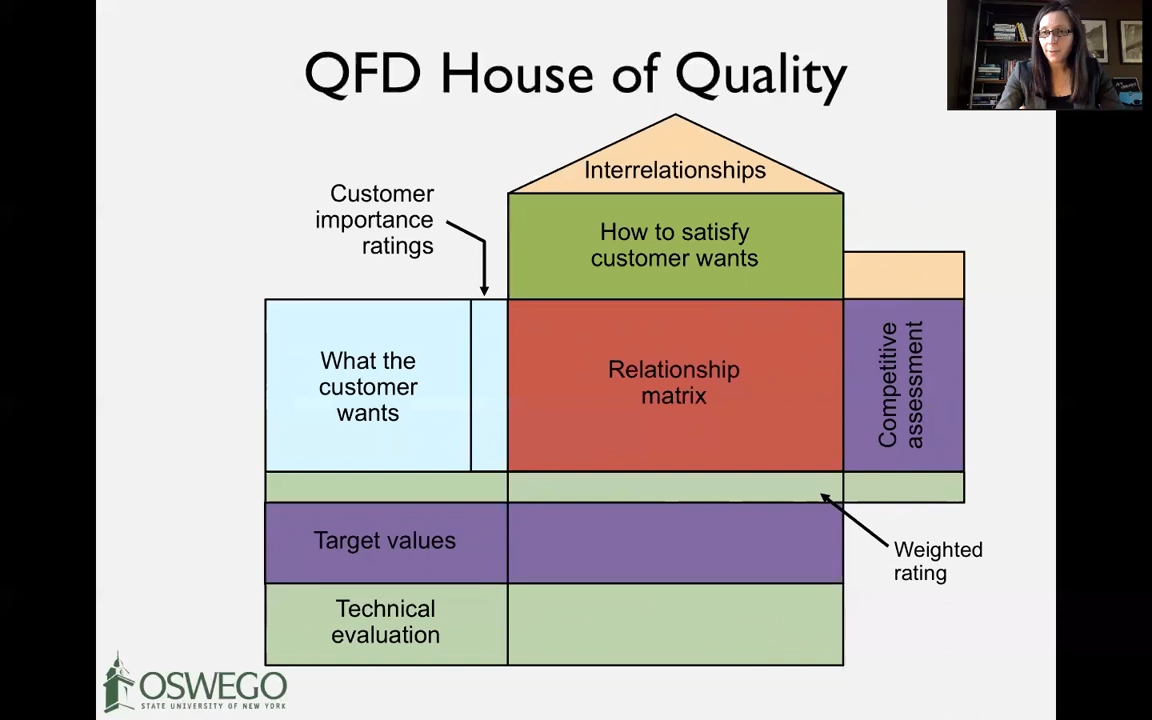 QFD House of Quality
Interrelationships
Customer
importance
ratings
How to satisfy
customer wants
What the
customer
wants
Relationship
matrix
Competitive
assessment
Target values
Weighted
rating
Technical
evaluation
OSWEGO
STATE UNIVERSITY OF NEW YORK